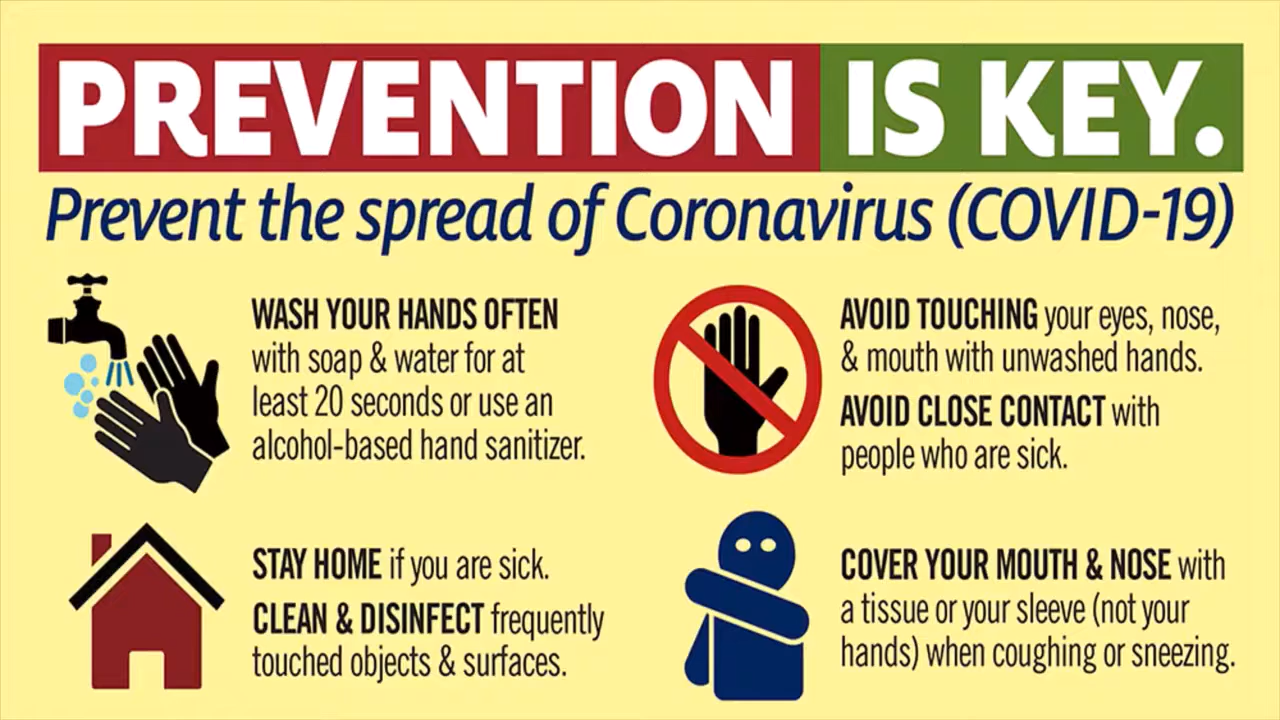 PREVENTION IS KEY.
Prevent the spread of Coronavirus (COVID-19)
WASH YOUR HANDS OFTEN
with soap & water for at
least 20 seconds or use an
alcohol-based hand sanitizer.
AVOID TOUCHING your eyes, nose,
& mouth with unwashed hands.
AVOID CLOSE CONTACT with
people who are sick.
STAY HOME if you are sick.
CLEAN & DISINFECT frequently
touched objects & surfaces.
COVER YOUR MOUTH & NOSE with
a tissue or your sleeve (not your
hands) when coughing or sneezing.